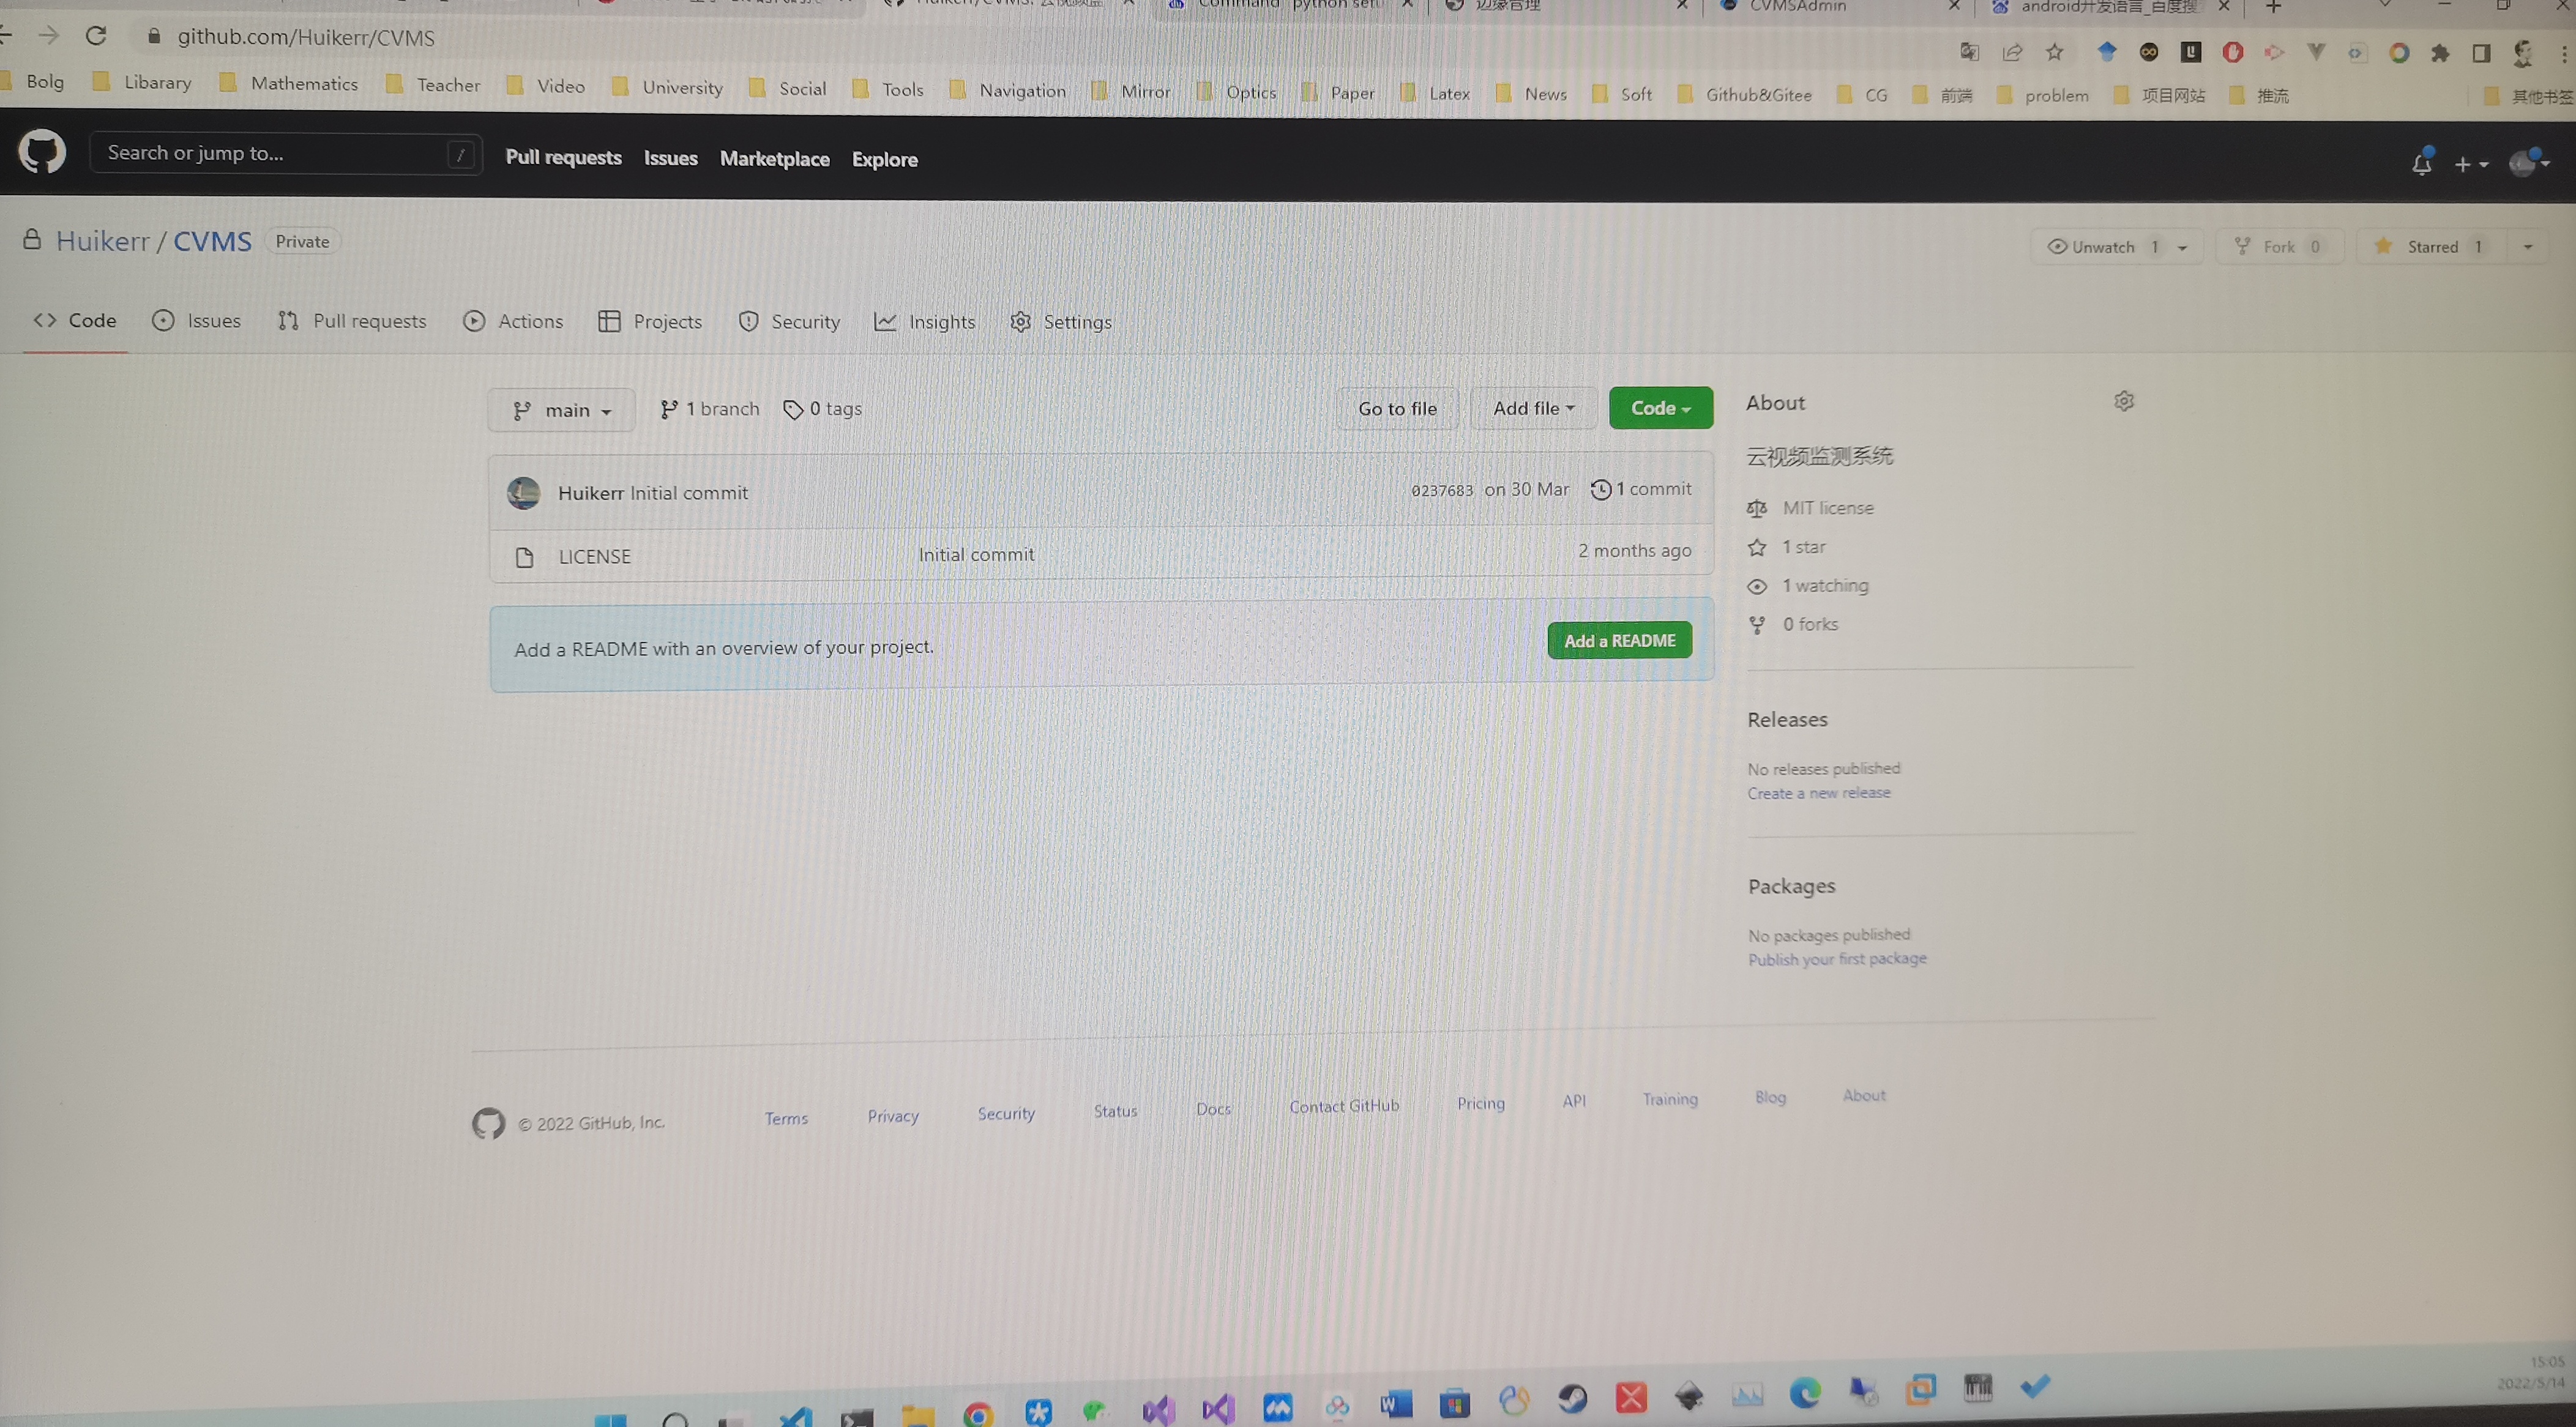 python setu
边缘管理
CVMSAdmin
android开发语言_百度搜
github.com/Huikerr/CVMS
Bolg Libarary Mathematics Teacher Video University Social Tools Navigation Mirror Optics Paper Latex News Soft Github&Gitee CG 前端 problem 项目网站 推流 其他书签
Search or jump to... /
Pull requests Issues Marketplace Explore
Huikerr / CVMS Private
Unwatch 1 Fork 0 Starred 1
Code Issues Pull requests Actions Projects Security Insights Settings
main 1 branch 0 tags Go to file Add file Code
Huikerr Initial commit 0237683 on 30 Mar 1 commit
LICENSE Initial commit 2 months ago
Add a README with an overview of your project. Add a README
About
云视频监测系统
MIT license
1 star
1 watching
0 forks
Releases
No releases published
Create a new release
Packages
No packages published
Publish your first package
© 2022 GitHub, Inc. Terms Privacy Security Status Docs Contact GitHub Pricing API Training Blog About
15:05
2022/5/14